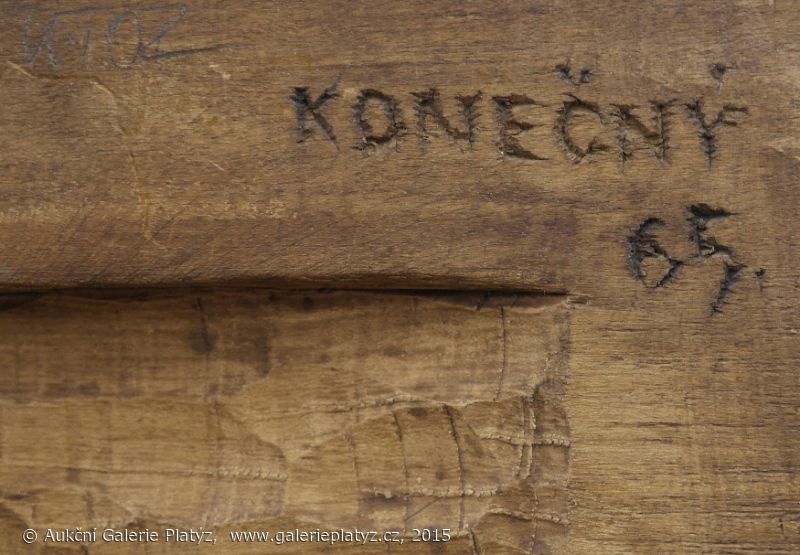 KONEČNÝ
65.
© Aukční Galerie Platýz, www.galerieplatyz.cz, 2015